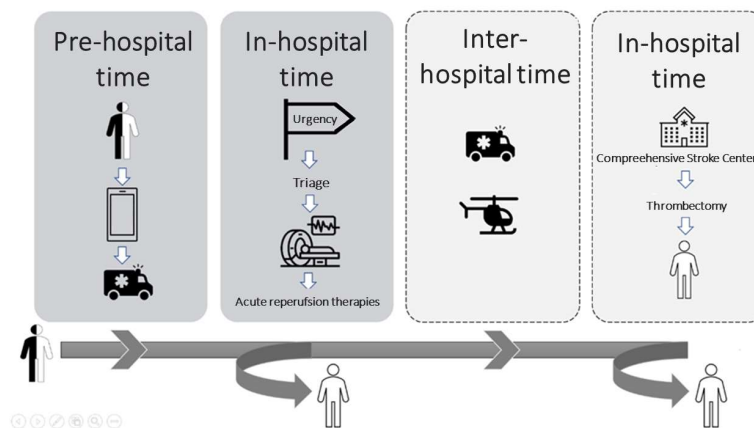 Pre-hospital
time
In-hospital
time
Urgency
Triage
Acute reperufsion therapies
Inter-
hospital time
In-hospital
time
Compreehensive Stroke Center
Thrombectomy